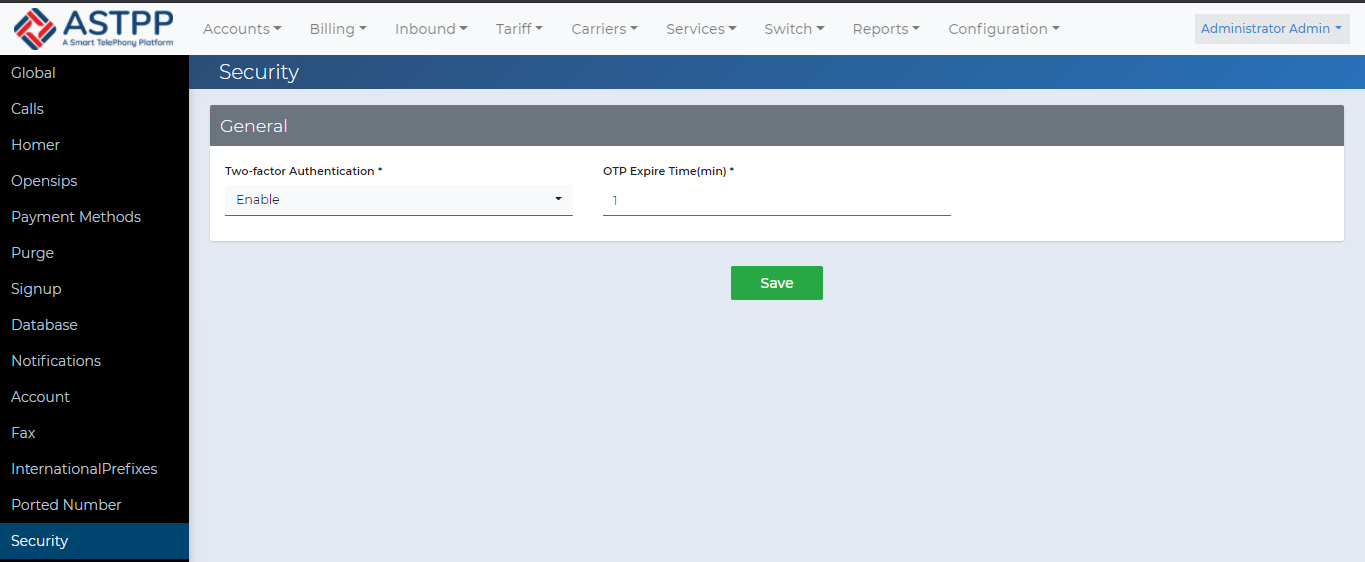 ASTPP
A Smart TelePhony Platform
Accounts Billing Inbound Tariff Carriers Services Switch Reports Configuration Administrator Admin
Global
Calls
Homer
Opensips
Payment Methods
Purge
Signup
Database
Notifications
Account
Fax
InternationalPrefixes
Ported Number
Security
Security
General
Two-factor Authentication * OTP Expire Time(min) *
Enable 1
Save